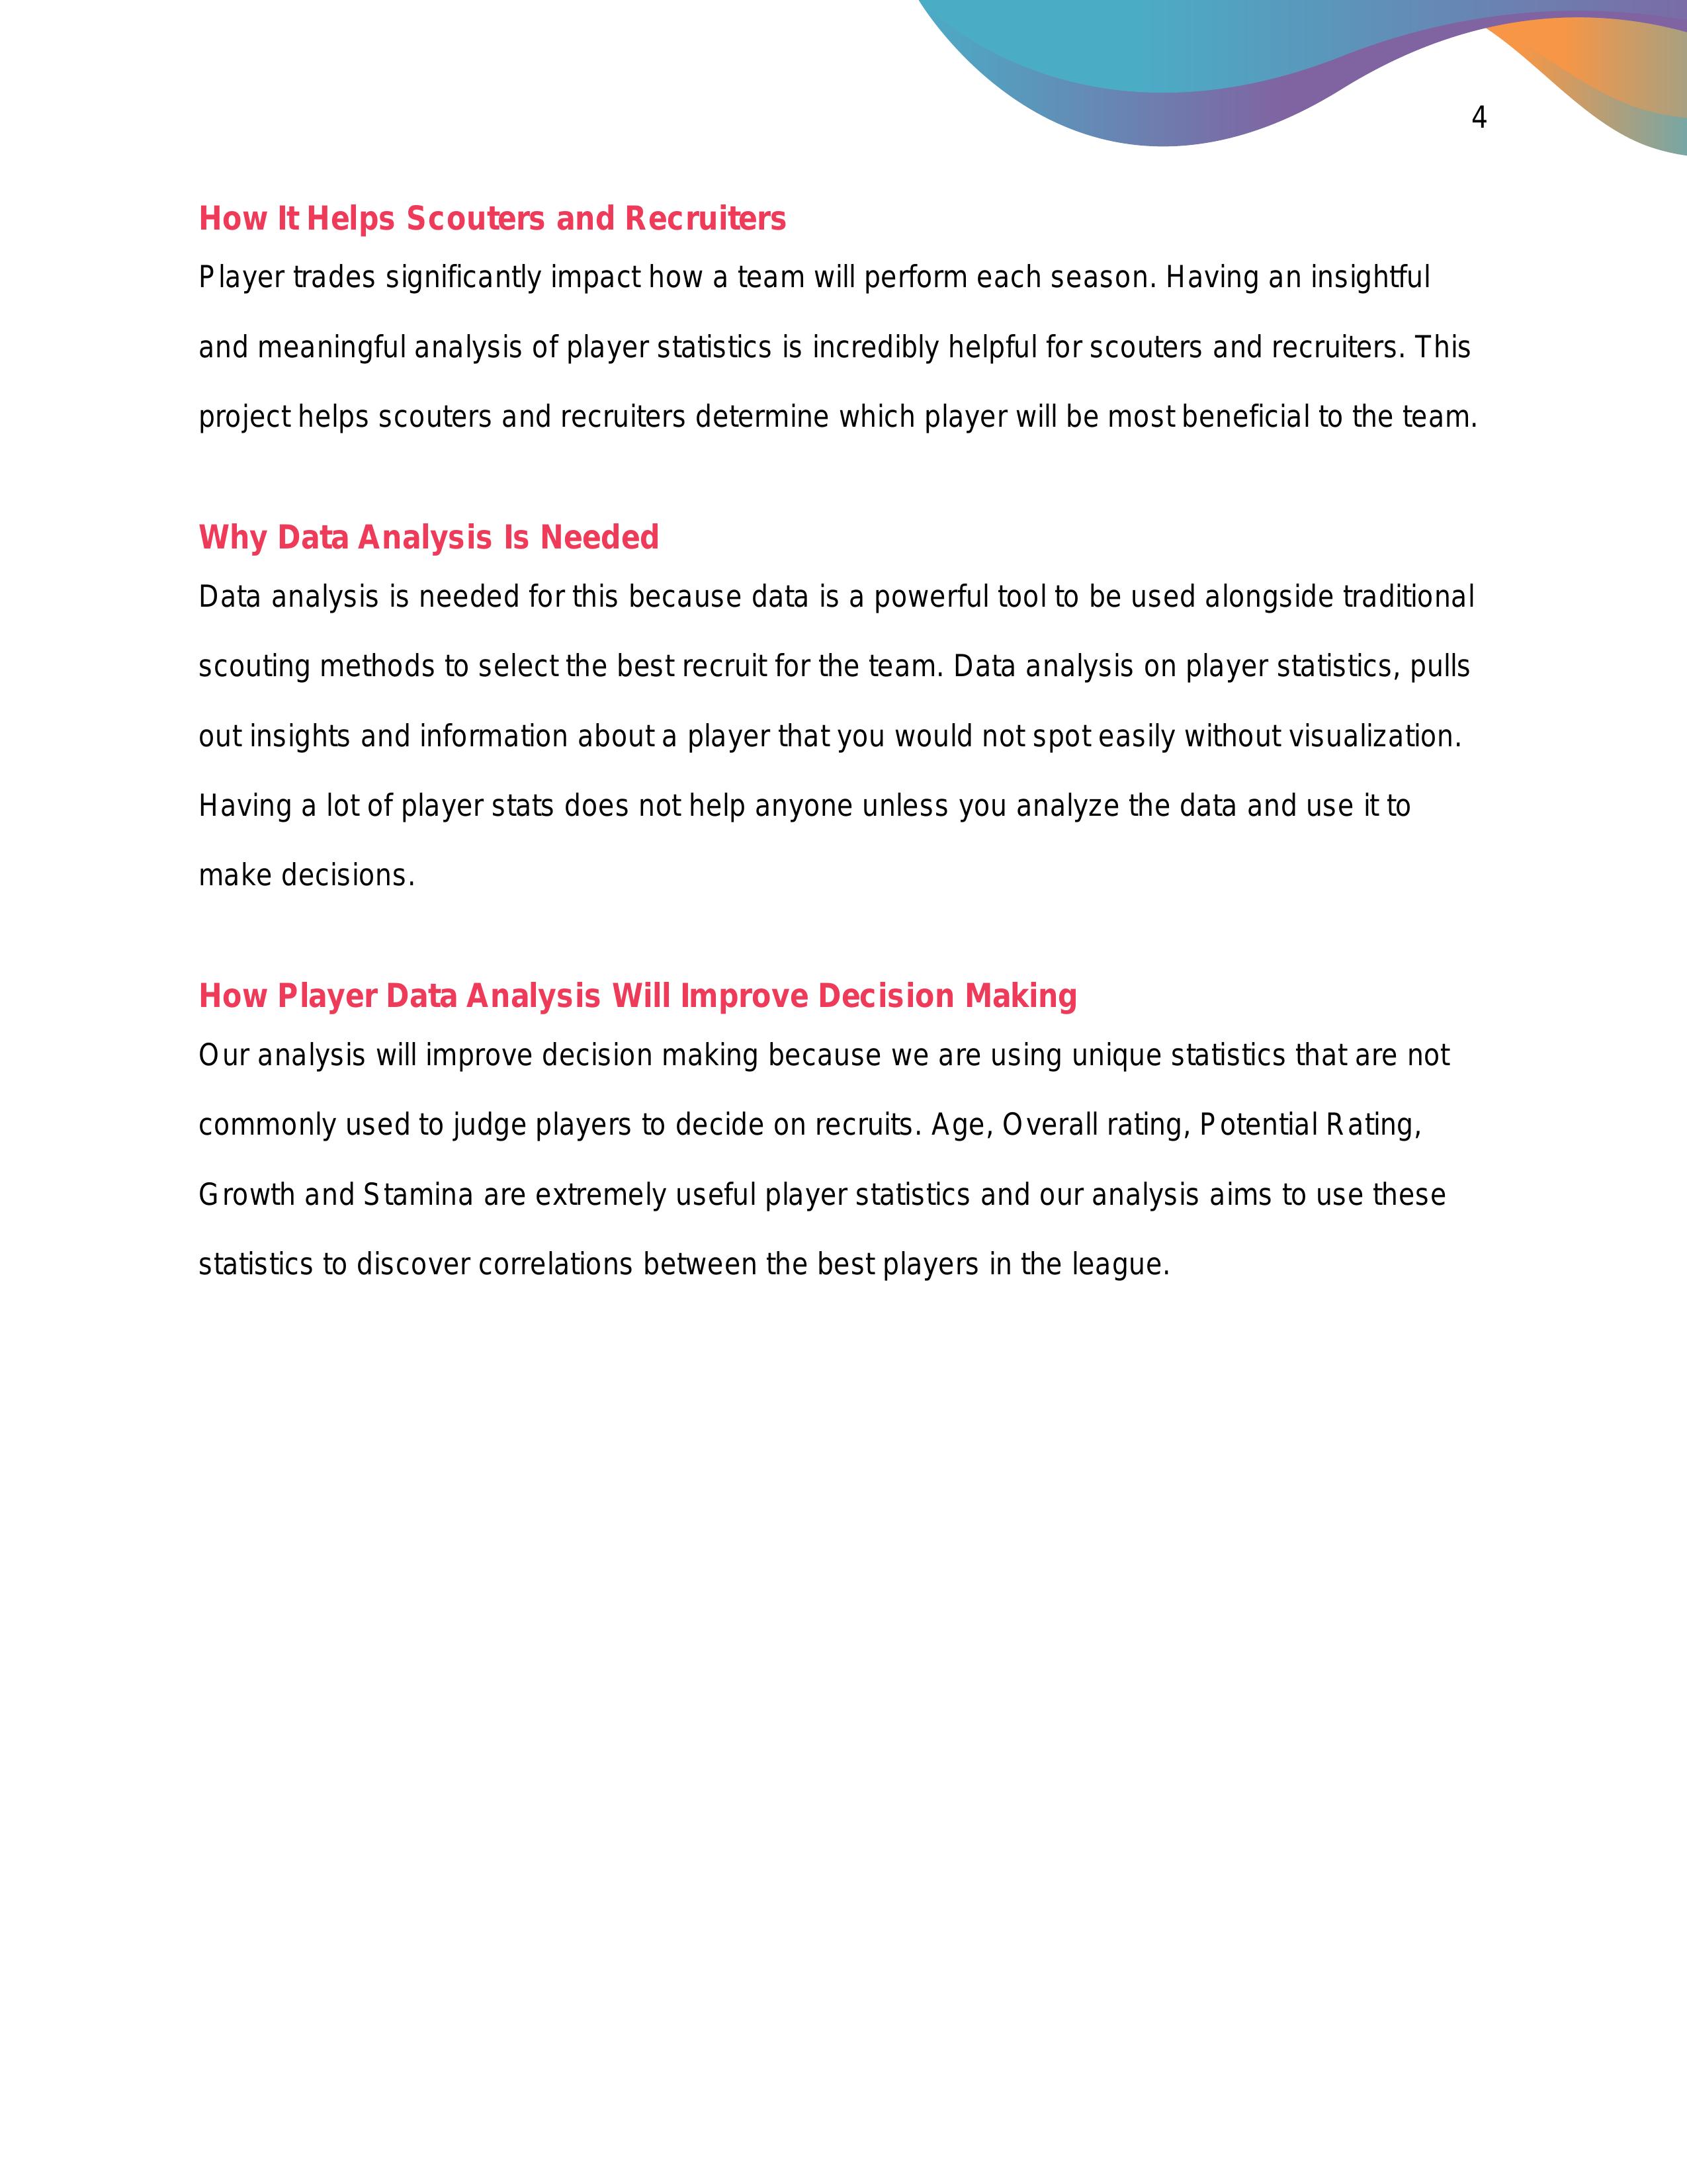 4
How It Helps Scouters and Recruiters
Player trades significantly impact how a team will perform each season. Having an insightful
and meaningful analysis of player statistics is incredibly helpful for scouters and recruiters. This
project helps scouters and recruiters determine which player will be most beneficial to the team.
Why Data Analysis Is Needed
Data analysis is needed for this because data is a powerful tool to be used alongside traditional
scouting methods to select the best recruit for the team. Data analysis on player statistics, pulls
out insights and information about a player that you would not spot easily without visualization.
Having a lot of player stats does not help anyone unless you analyze the data and use it to
make decisions.
How Player Data Analysis Will Improve Decision Making
Our analysis will improve decision making because we are using unique statistics that are not
commonly used to judge players to decide on recruits. Age, Overall rating, Potential Rating,
Growth and Stamina are extremely useful player statistics and our analysis aims to use these
statistics to discover correlations between the best players in the league.